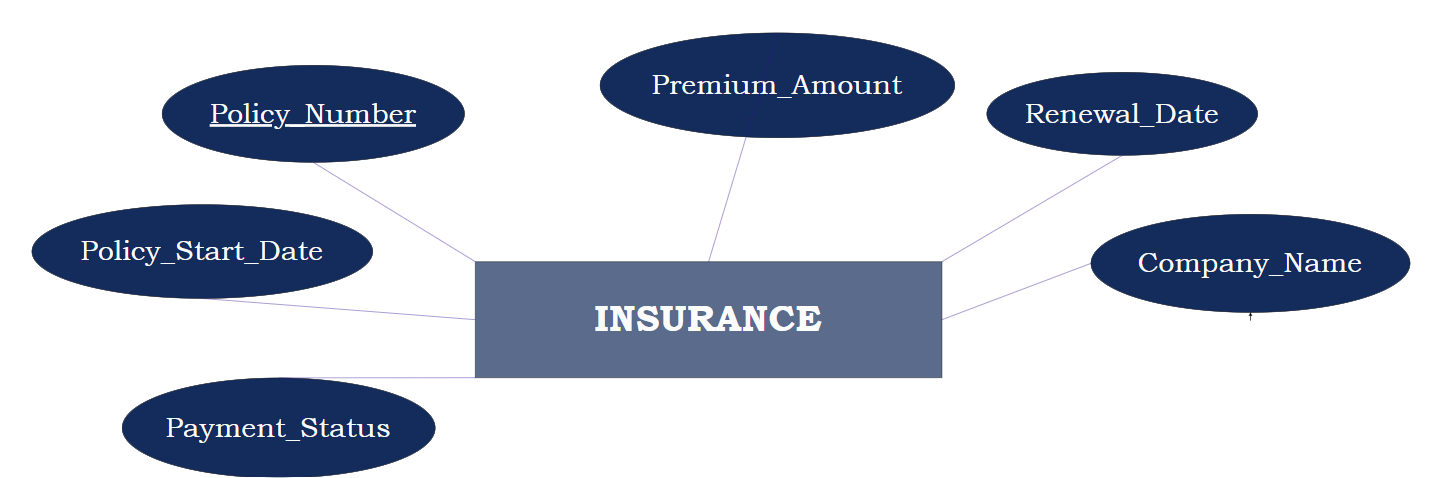 Premium_Amount
Policy_Number
Renewal_Date
Policy_Start_Date
Company_Name
INSURANCE
Payment_Status